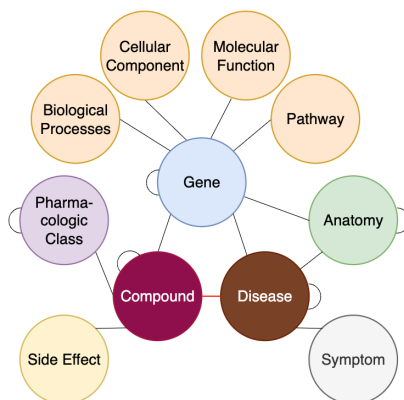 Cellular
Component
Molecular
Function
Biological
Processes
Pathway
Gene
Pharma-
cologic
Class
Anatomy
Compound
Disease
Side Effect
Symptom